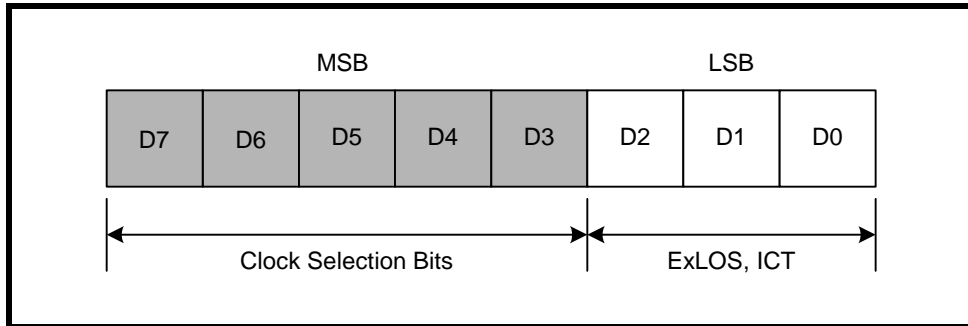 MSB LSB
D7 D6 D5 D4 D3 D2 D1 D0
Clock Selection Bits ExLOS, ICT